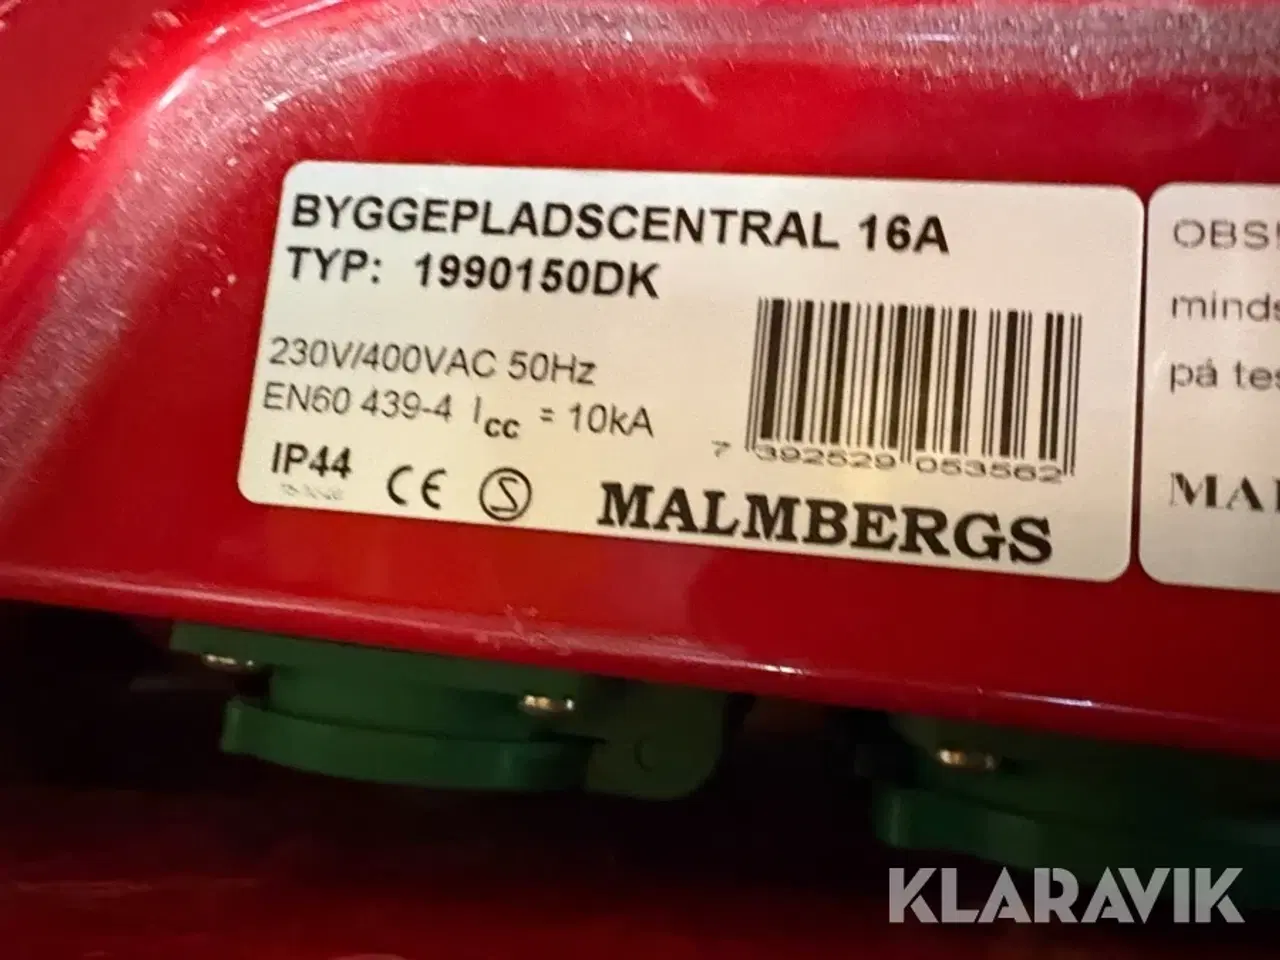 BYGGEPLADSCENTRAL 16A
TYP: 1990150DK
230V/400VAC 50Hz
EN60 439-4 Icc = 10kA
IP44
CE S
MALMBERGS
7 392529 053562
OBS!
minds
på tes
MAL
KLARAVIK